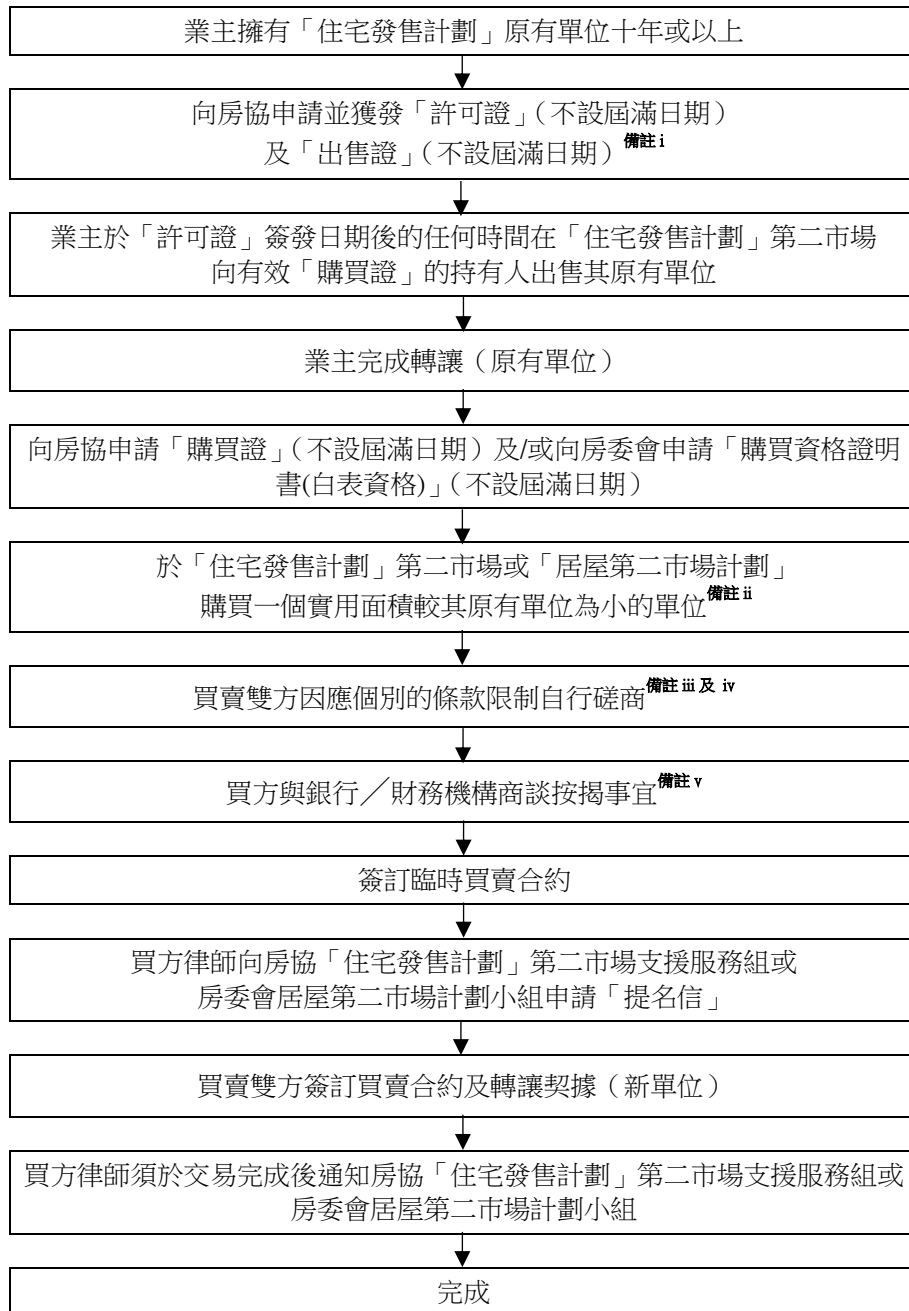 業主擁有「住宅發售計劃」原有單位十年或以上
向房協申請並獲發「許可證」(不設屆滿日期)
及「出售證」(不設屆滿日期)備註 i
業主於「許可證」簽發日期後的任何時間在「住宅發售計劃」第二市場
向有效「購買證」的持有人出售其原有單位
業主完成轉讓（原有單位）
向房協申請「購買證」(不設屆滿日期)及/或向房委會申請「購買資格證明
書(白表資格)」(不設屆滿日期)
於「住宅發售計劃」第二市場或「居屋第二市場計劃」
購買一個實用面積較其原有單位為小的單位備註 ii
買賣雙方因應個別的條款限制自行磋商備註 iii 及 iv
買方與銀行／財務機構商談按揭事宜備註 v
簽訂臨時買賣合約
買方律師向房協「住宅發售計劃」第二市場支援服務組或
房委會居屋第二市場計劃小組申請「提名信」
買賣雙方簽訂買賣合約及轉讓契據（新單位）
買方律師須於交易完成後通知房協「住宅發售計劃」第二市場支援服務組或
房委會居屋第二市場計劃小組
完成